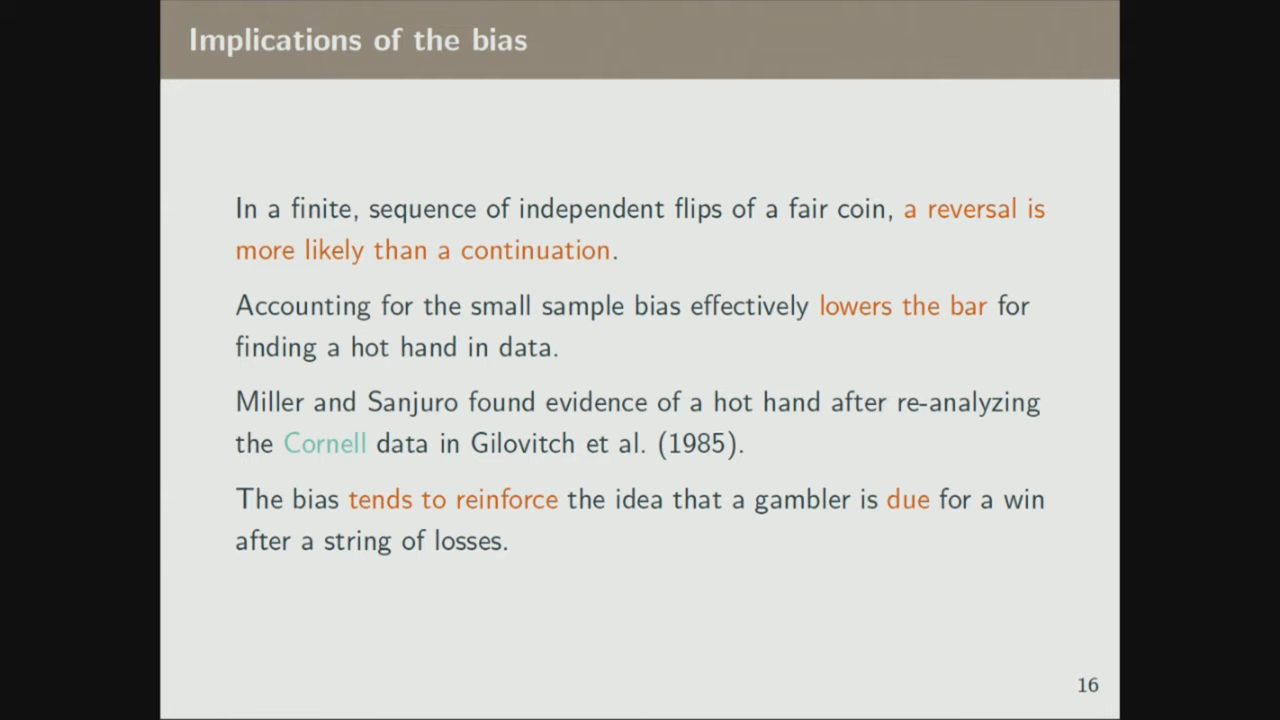 Implications of the bias
In a finite, sequence of independent flips of a fair coin, a reversal is
more likely than a continuation.
Accounting for the small sample bias effectively lowers the bar for
finding a hot hand in data.
Miller and Sanjuro found evidence of a hot hand after re-analyzing
the Cornell data in Gilovitch et al. (1985).
The bias tends to reinforce the idea that a gambler is due for a win
after a string of losses.
16